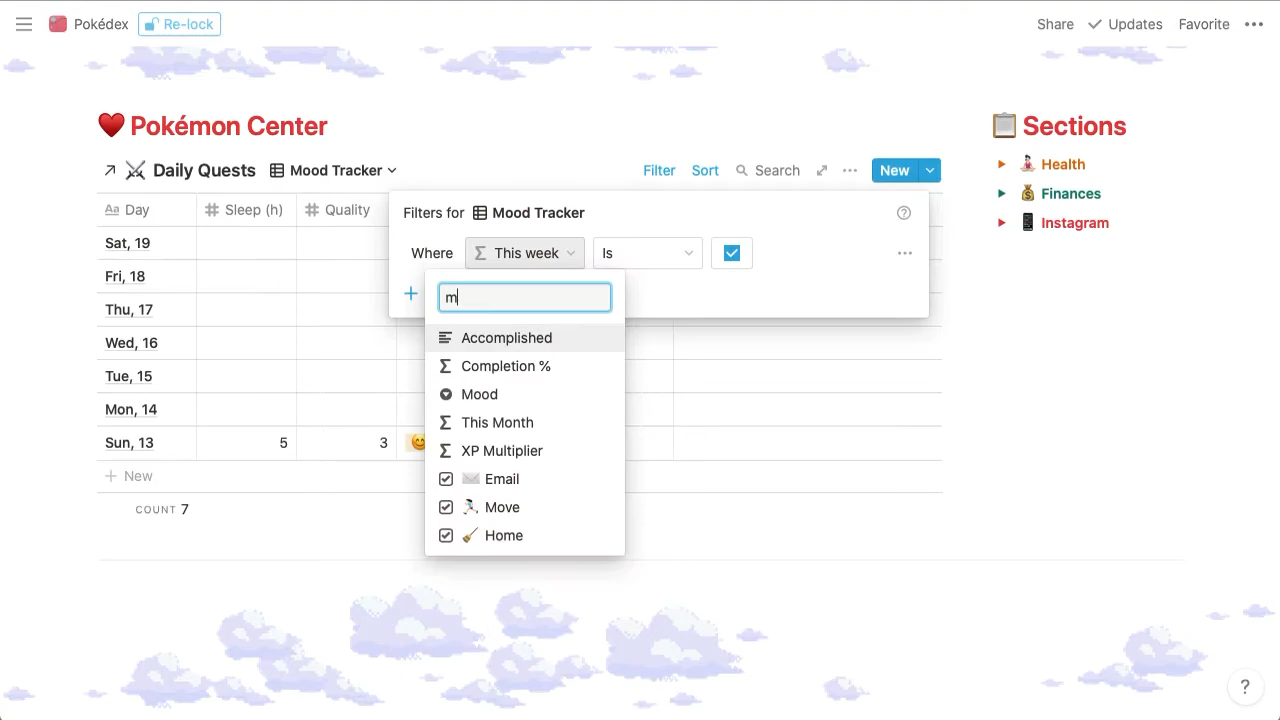 Pokédex Re-lock Share Updates Favorite
Pokémon Center
Sections
Daily Quests Mood Tracker Filter Sort Search New
Health
Finances
Instagram
Aa Day Sleep (h) Quality
Filters for Mood Tracker
Where This week Is
m
Accomplished
Completion %
Mood
This Month
XP Multiplier
Email
Move
Home
Sat, 19
Fri, 18
Thu, 17
Wed, 16
Tue, 15
Mon, 14
Sun, 13 5 3
New
COUNT 7
?